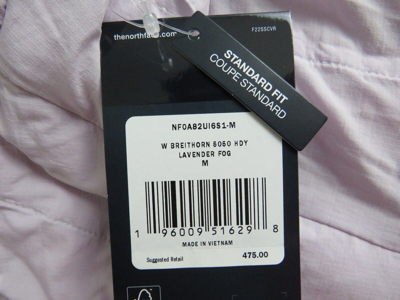 thenorthface.com
F22SSCVR
STANDARD FIT
COUPE STANDARD
NF0A82UI6S1-M
W BREITHORN 5050 HDY
LAVENDER FOG
M
1 96009 51629 8
MADE IN VIETNAM
Suggested Retail 475.00